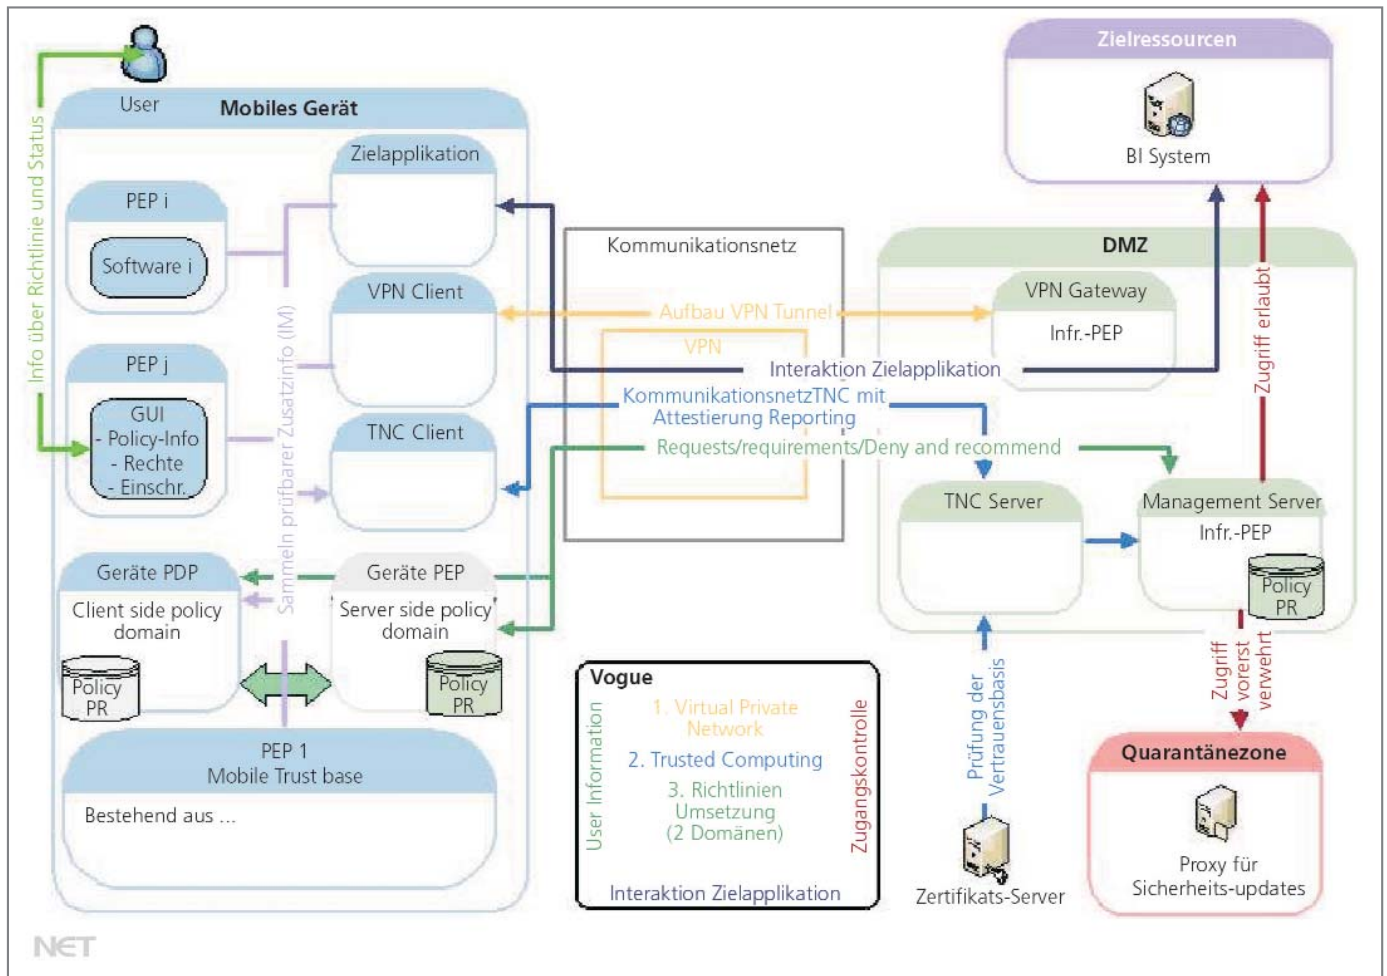 Zielressourcen
BI System
User
Mobiles Gerät
Info über Richtlinie und Status
Zielapplikation
PEP i
Software i
VPN Client
PEP j
GUI
- Policy-Info
- Rechte
- Einschr.
TNC Client
Sammeln prüfbarer Zusatzinfo (IM)
Geräte PDP
Client side policy
domain
Policy
PR
Geräte PEP
Server side policy
domain
Policy
PR
PEP 1
Mobile Trust base
Bestehend aus ...
Kommunikationsnetz
Aufbau VPN Tunnel
VPN
Interaktion Zielapplikation
KommunikationsnetzTNC mit
Attestierung Reporting
Requests/requirements/Deny and recommend
DMZ
VPN Gateway
Infr.-PEP
Zugriff erlaubt
TNC Server
Management Server
Infr.-PEP
Policy
PR
Prüfung der
Vertrauensbasis
Zugriff
vorerst
verwehrt
Vogue
User Information
1. Virtual Private
Network
2. Trusted Computing
3. Richtlinien
Umsetzung
(2 Domänen)
Zugangskontrolle
Interaktion Zielapplikation
Zertifikats-Server
Quarantänezone
Proxy für
Sicherheits-updates
NET